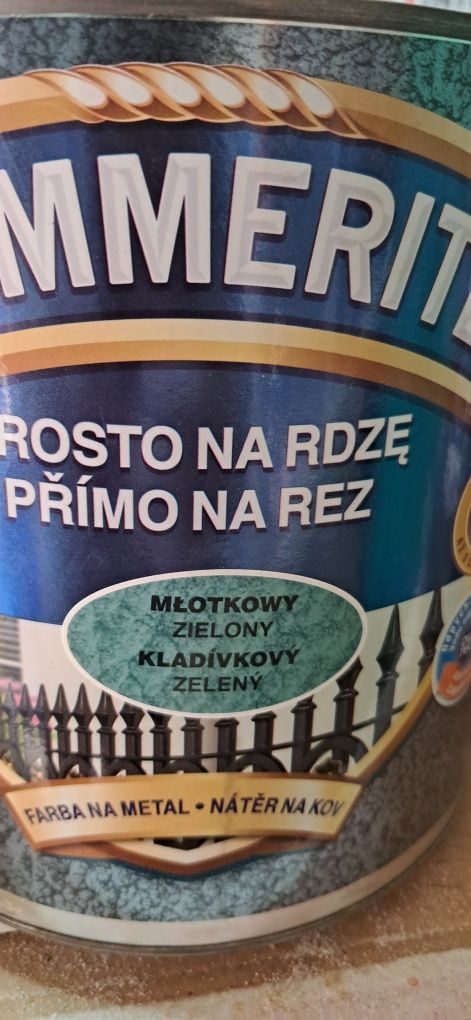 MMERIT
ROSTO NA RDZĘ
PŘÍMO NA REZ
MŁOTKOWY
ZIELONY
KLADÍVKOVÝ
ZELENÝ
FARBA NA METAL • NÁTĚR NA KOV